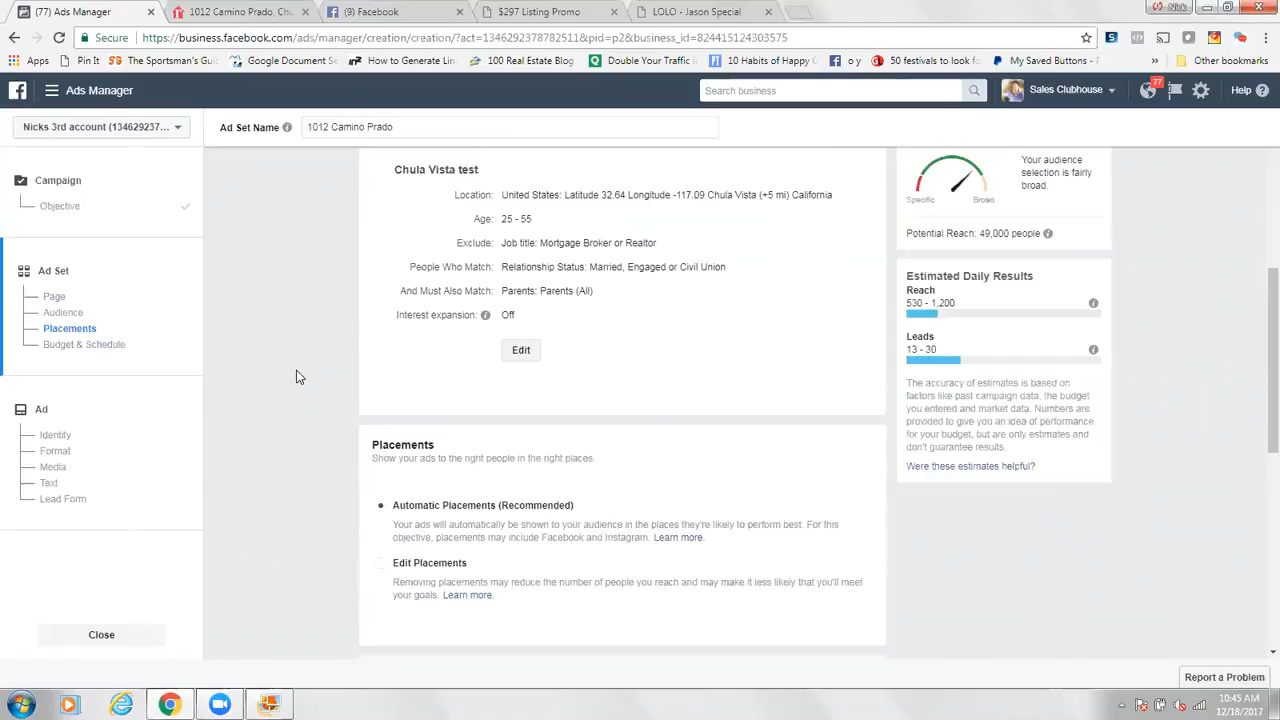 (77) Ads Manager
1012 Camino Prado, Chu
(9) Facebook
$297 Listing Promo
LOLO - Jason Special
Nick
Secure
https://business.facebook.com/ads/manager/creation/creation/?act=1346292378782511&pid=p2&business_id=824415124303575
Apps
Pin It
The Sportsman's Gui
Google Document Se
How to Generate Lin
100 Real Estate Blog
Double Your Traffic i
10 Habits of Happy C
o y
50 festivals to look fo
My Saved Buttons - P
Other bookmarks
Ads Manager
Search business
Sales Clubhouse
77
Help
Nicks 3rd account (134629237...
Ad Set Name
1012 Camino Prado
Campaign
Objective
Ad Set
Page
Audience
Placements
Budget & Schedule
Ad
Identity
Format
Media
Text
Lead Form
Close
Chula Vista test
Location: United States: Latitude 32.64 Longitude -117.09 Chula Vista (+5 mi) California
Age: 25 - 55
Exclude: Job title: Mortgage Broker or Realtor
People Who Match: Relationship Status: Married, Engaged or Civil Union
And Must Also Match: Parents: Parents (All)
Interest expansion: Off
Edit
Placements
Show your ads to the right people in the right places.
Automatic Placements (Recommended)
Your ads will automatically be shown to your audience in the places they're likely to perform best. For this
objective, placements may include Facebook and Instagram. Learn more.
Edit Placements
Removing placements may reduce the number of people you reach and may make it less likely that you'll meet
your goals. Learn more.
Your audience
selection is fairly
broad.
Specific
Broad
Potential Reach: 49,000 people
Estimated Daily Results
Reach
530 - 1,200
Leads
13 - 30
The accuracy of estimates is based on
factors like past campaign data, the budget
you entered and market data. Numbers are
provided to give you an idea of performance
for your budget, but are only estimates and
don't guarantee results.
Were these estimates helpful?
Report a Problem
10:45 AM
12/18/2017